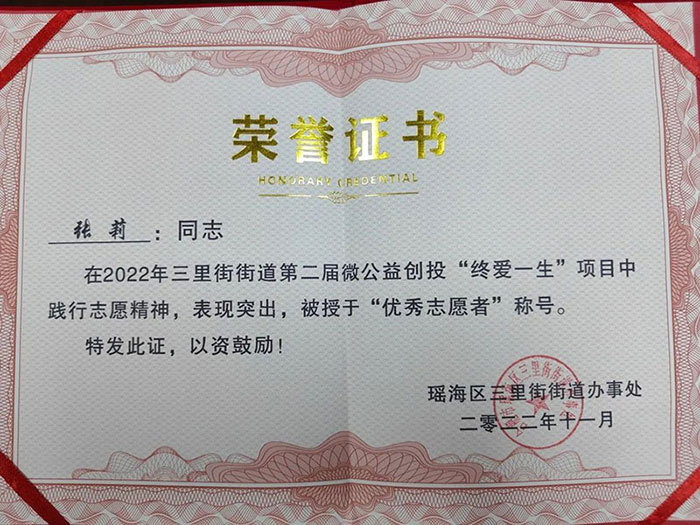 荣誉证书
HONORARY CREDENTIAL
张莉：同志
在2022年三里街街道第二届微公益创投“终爱一生”项目中
践行志愿精神，表现突出，被授于“优秀志愿者”称号。
特发此证，以资鼓励！
瑶海区三里街街道办事处
二零二二年十一月